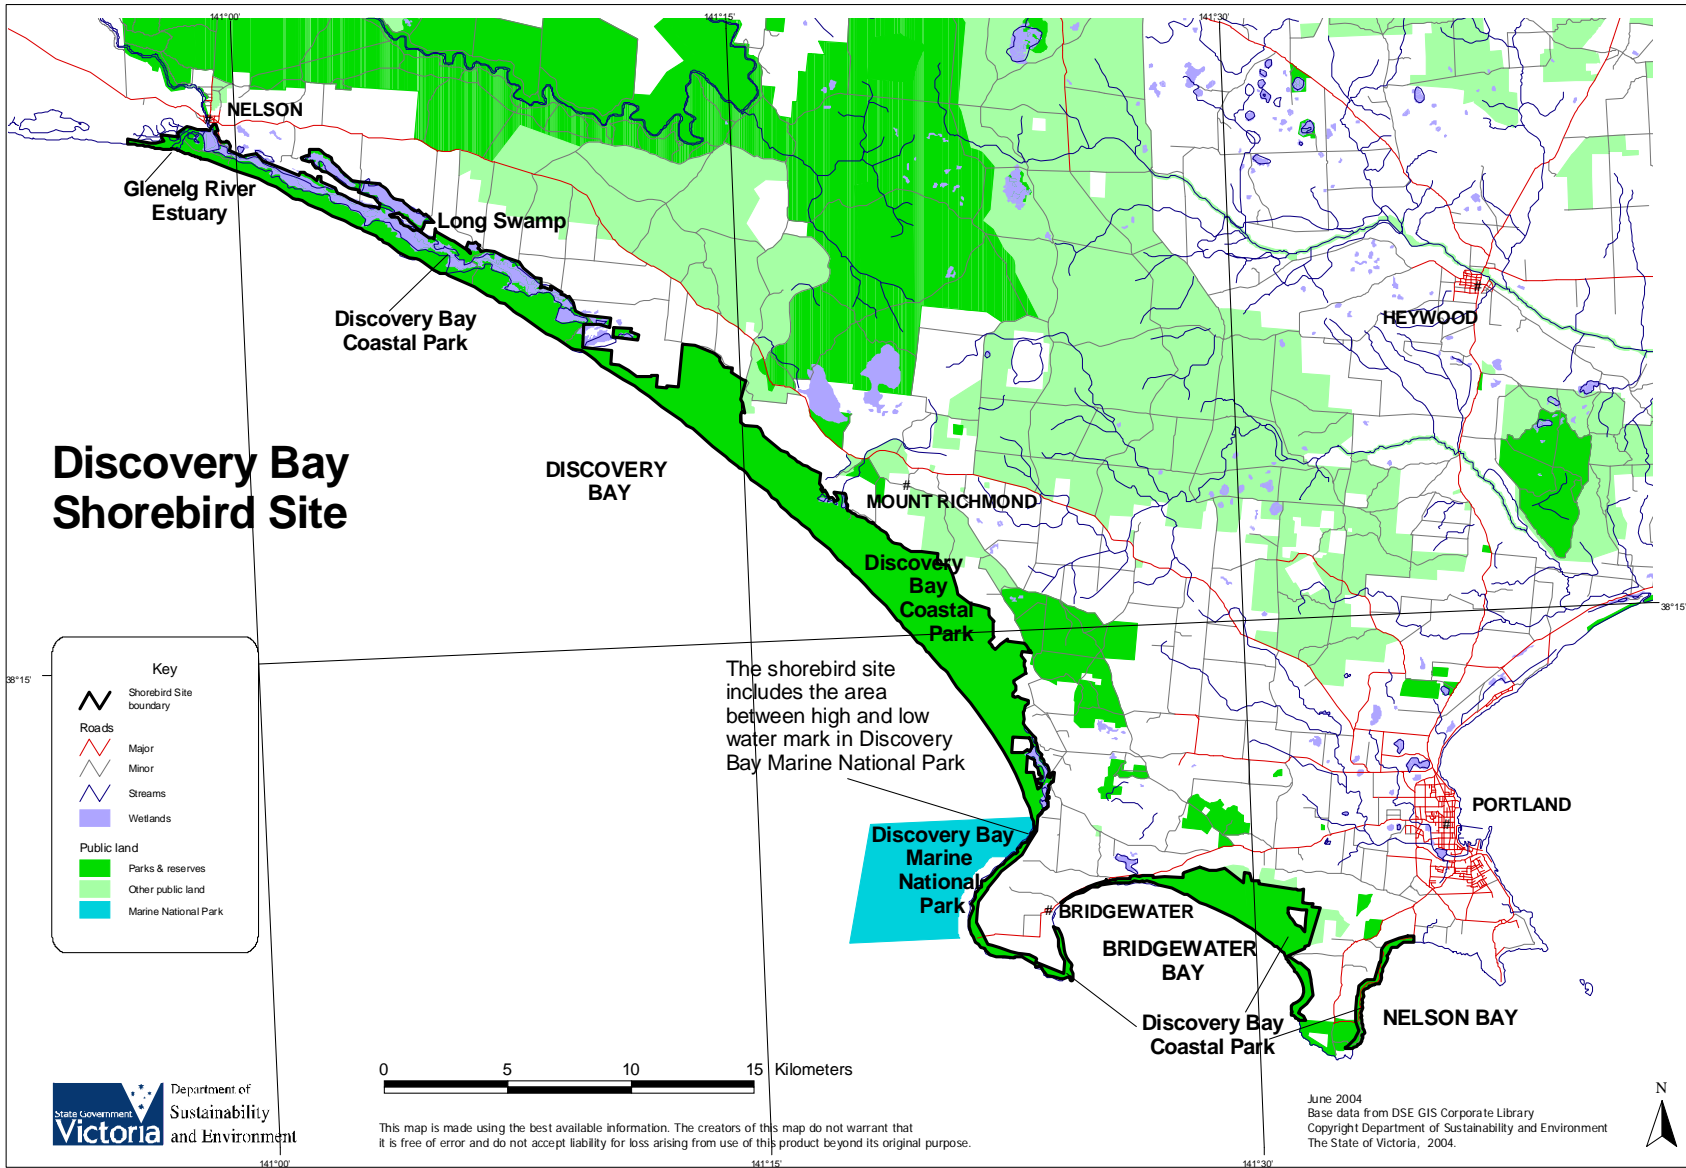 141°00'
141°15'
141°30'
NELSON
Glenelg River
Estuary
Long Swamp
Discovery Bay
Coastal Park
HEYWOOD
Discovery Bay
Shorebird Site
DISCOVERY
BAY
# MOUNT RICHMOND
Discovery
Bay
Coastal
Park
38°15'
38°15'
The shorebird site
includes the area
between high and low
water mark in Discovery
Bay Marine National Park
Key
Shorebird Site
boundary
Roads
Major
Minor
Streams
Wetlands
Public land
Parks & reserves
Other public land
Marine National Park
PORTLAND
Discovery Bay
Marine
National
Park
# BRIDGEWATER
BRIDGEWATER
BAY
Discovery Bay
Coastal Park
NELSON BAY
0 5 10 15 Kilometers
State Government
Victoria
Department of
Sustainability
and Environment
This map is made using the best available information. The creators of this map do not warrant that
it is free of error and do not accept liability for loss arising from use of this product beyond its original purpose.
June 2004
Base data from DSE GIS Corporate Library
Copyright Department of Sustainability and Environment
The State of Victoria, 2004.
N
141°00'
141°15'
141°30'